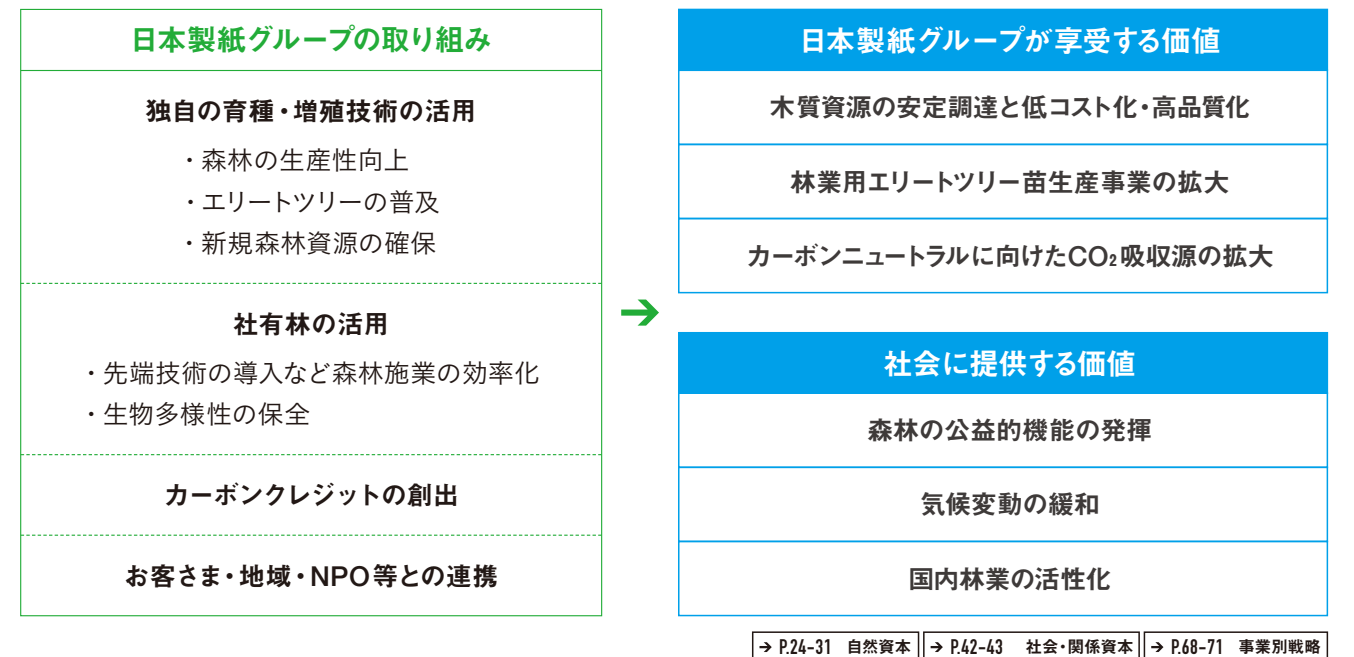 日本製紙グループの取り組み
独自の育種・増殖技術の活用
・森林の生産性向上
・エリートツリーの普及
・新規森林資源の確保
社有林の活用
・先端技術の導入など森林施業の効率化
・生物多様性の保全
カーボンクレジットの創出
お客さま・地域・NPO等との連携
→
日本製紙グループが享受する価値
木質資源の安定調達と低コスト化・高品質化
林業用エリートツリー苗生産事業の拡大
カーボンニュートラルに向けたCO₂吸収源の拡大
社会に提供する価値
森林の公益的機能の発揮
気候変動の緩和
国内林業の活性化
→ P.24-31 自然資本 → P.42-43 社会・関係資本 → P.68-71 事業別戦略